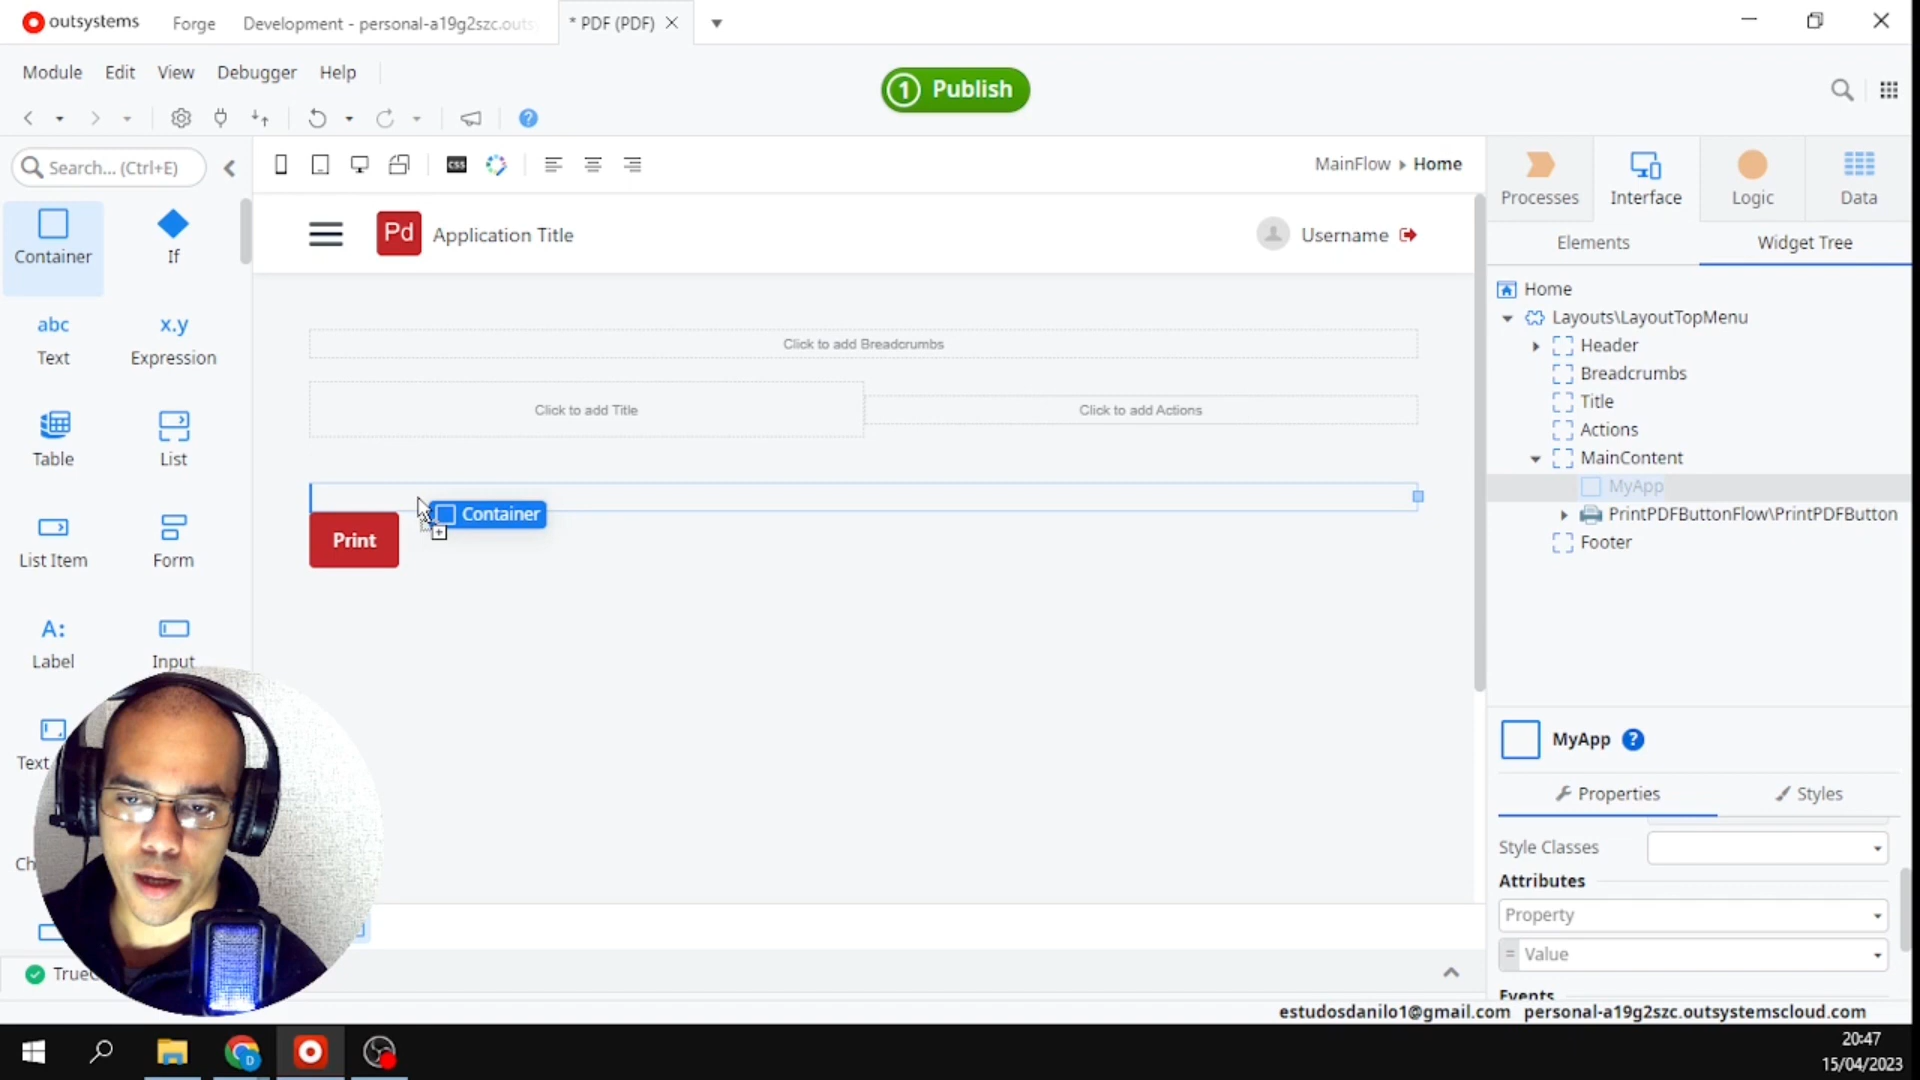 outsystems
Forge
Development - personal-a19g2szc.outs
* PDF (PDF)
Module
Edit
View
Debugger
Help
1 Publish
Search... (Ctrl+E)
CSS
MainFlow
Home
Processes
Interface
Logic
Data
Container
If
Pd
Application Title
Username
Elements
Widget Tree
abc
Text
x.y
Expression
Click to add Breadcrumbs
Click to add Title
Click to add Actions
Home
Layouts\LayoutTopMenu
Header
Breadcrumbs
Title
Actions
MainContent
MyApp
PrintPDFButtonFlow\PrintPDFButton
Footer
Table
List
Container
Print
List Item
Form
A:
Label
Input
Text
Ch
MyApp
?
Properties
Styles
Style Classes
Attributes
Property
= Value
Events
True
estudosdanilo1@gmail.com
personal-a19g2szc.outsystemscloud.com
D
20:47
15/04/2023